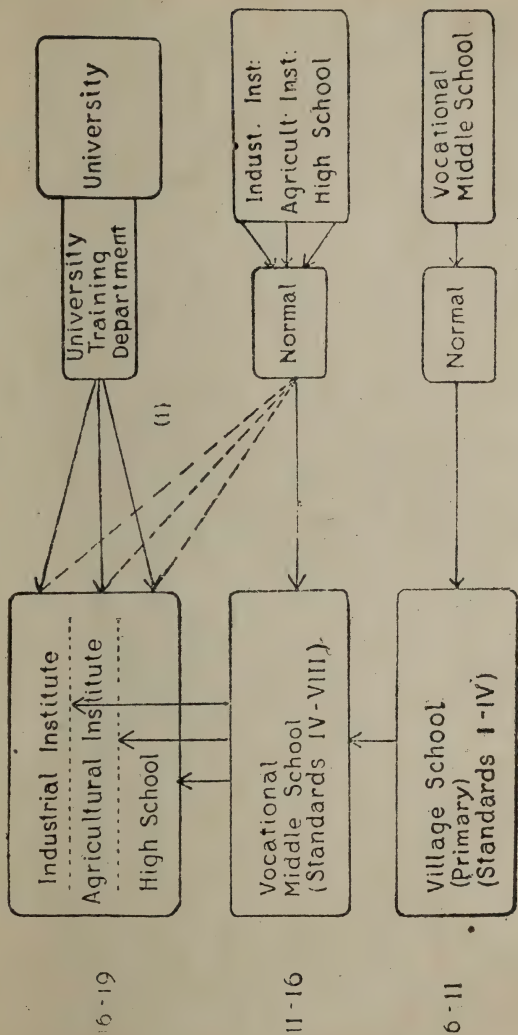 6-19
Industrial Institute
Agricultural Institute
High School
(1)
University
Training
Department
University
11-16
Vocational
Middle School
(Standards IV-VIII)
Normal
Indust. Inst:
Agricult Inst:
High School
6-11
Village School
(Primary)
(Standards I-IV)
Normal
Vocational
Middle School